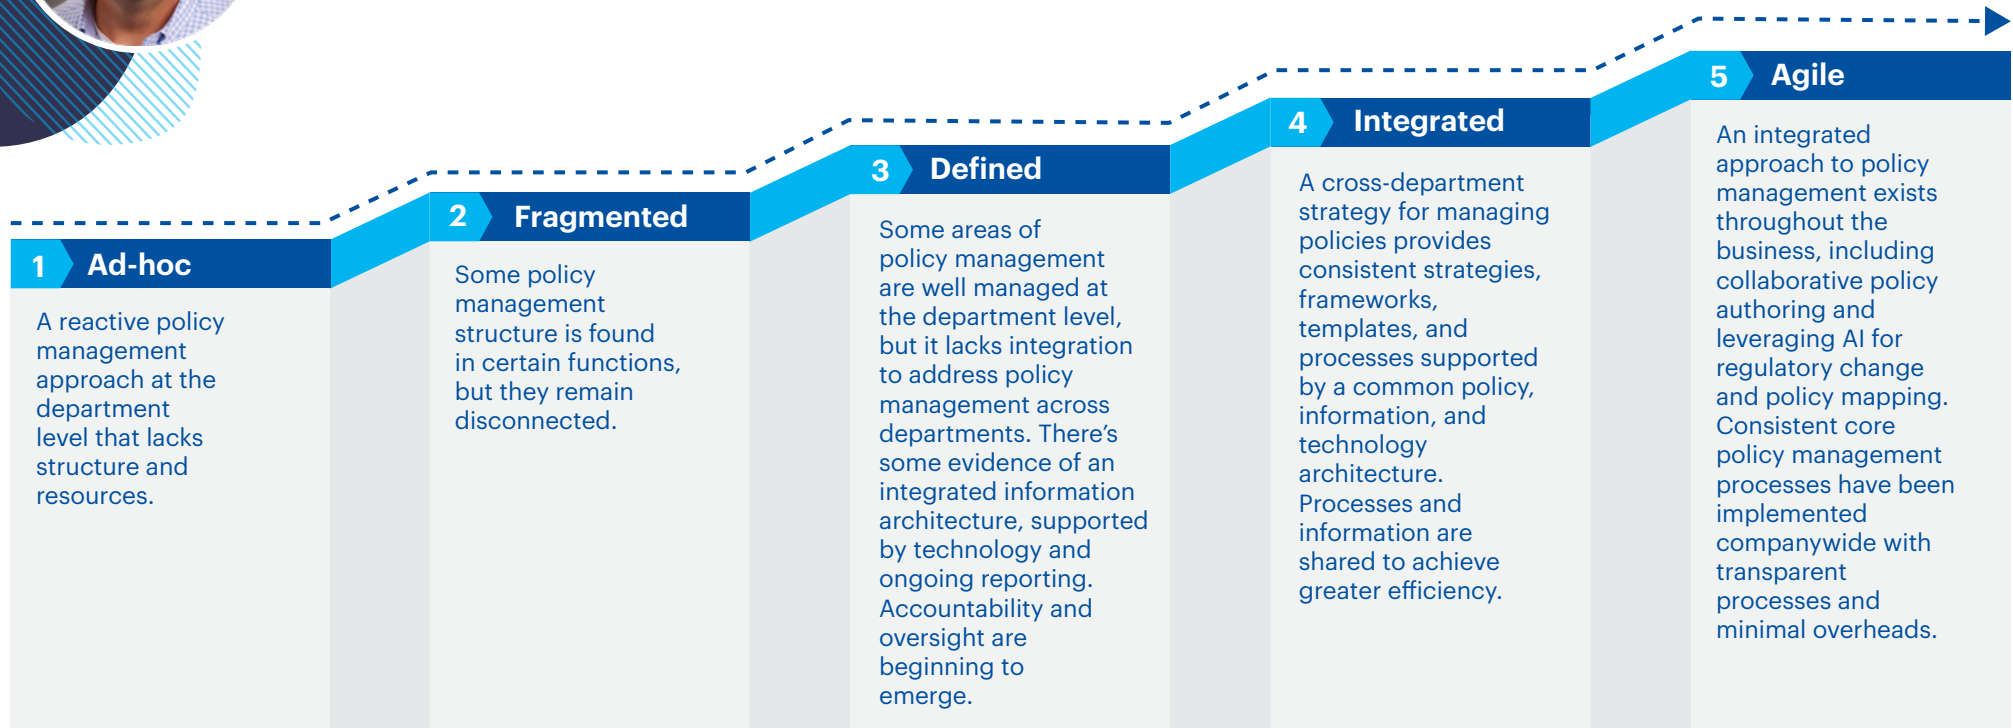 1 Ad-hoc
A reactive policy
management
approach at the
department
level that lacks
structure and
resources.
2 Fragmented
Some policy
management
structure is found
in certain functions,
but they remain
disconnected.
3 Defined
Some areas of
policy management
are well managed at
the department level,
but it lacks integration
to address policy
management across
departments. There’s
some evidence of an
integrated information
architecture, supported
by technology and
ongoing reporting.
Accountability and
oversight are
beginning to
emerge.
4 Integrated
A cross-department
strategy for managing
policies provides
consistent strategies,
frameworks,
templates, and
processes supported
by a common policy,
information, and
technology
architecture.
Processes and
information are
shared to achieve
greater efficiency.
5 Agile
An integrated
approach to policy
management exists
throughout the
business, including
collaborative policy
authoring and
leveraging AI for
regulatory change
and policy mapping.
Consistent core
policy management
processes have been
implemented
companywide with
transparent
processes and
minimal overheads.